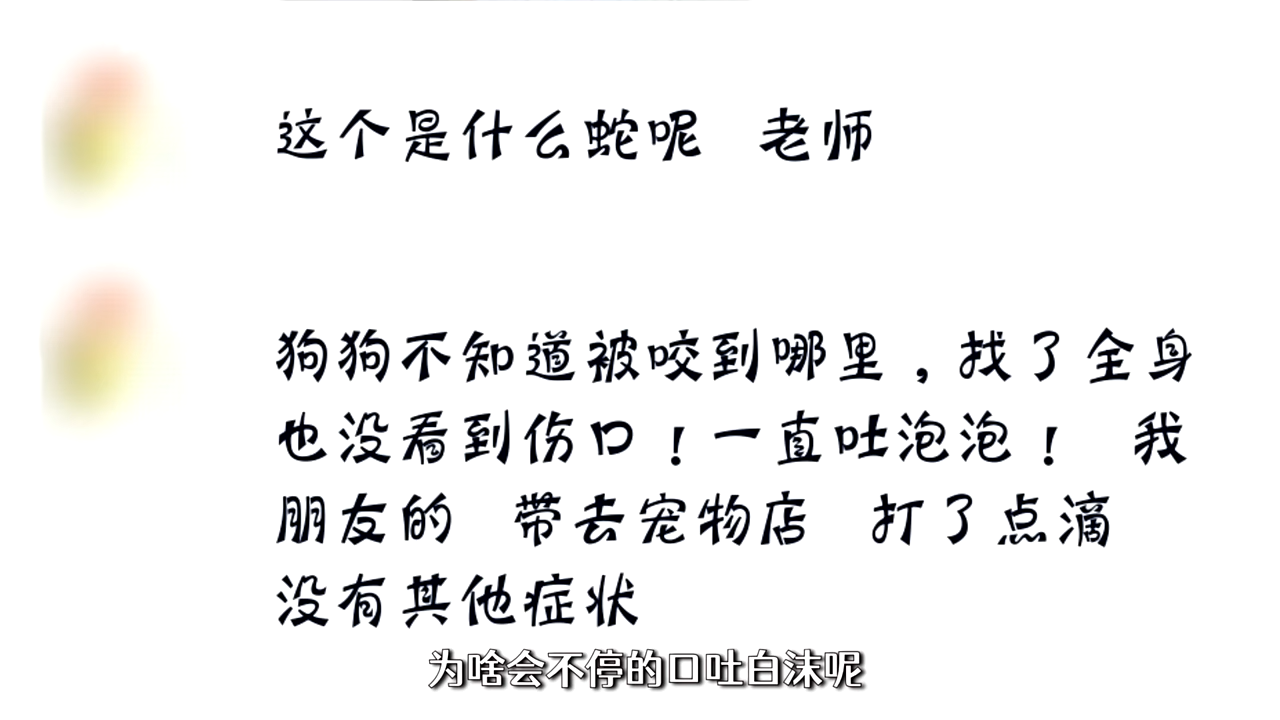 这个是什么蛇呢 老师
狗狗不知道被咬到哪里，找了全身
也没看到伤口！一直吐泡泡！ 我
朋友的 带去宠物店 打了点滴
没有其他症状
为啥会不停的口吐白沫呢